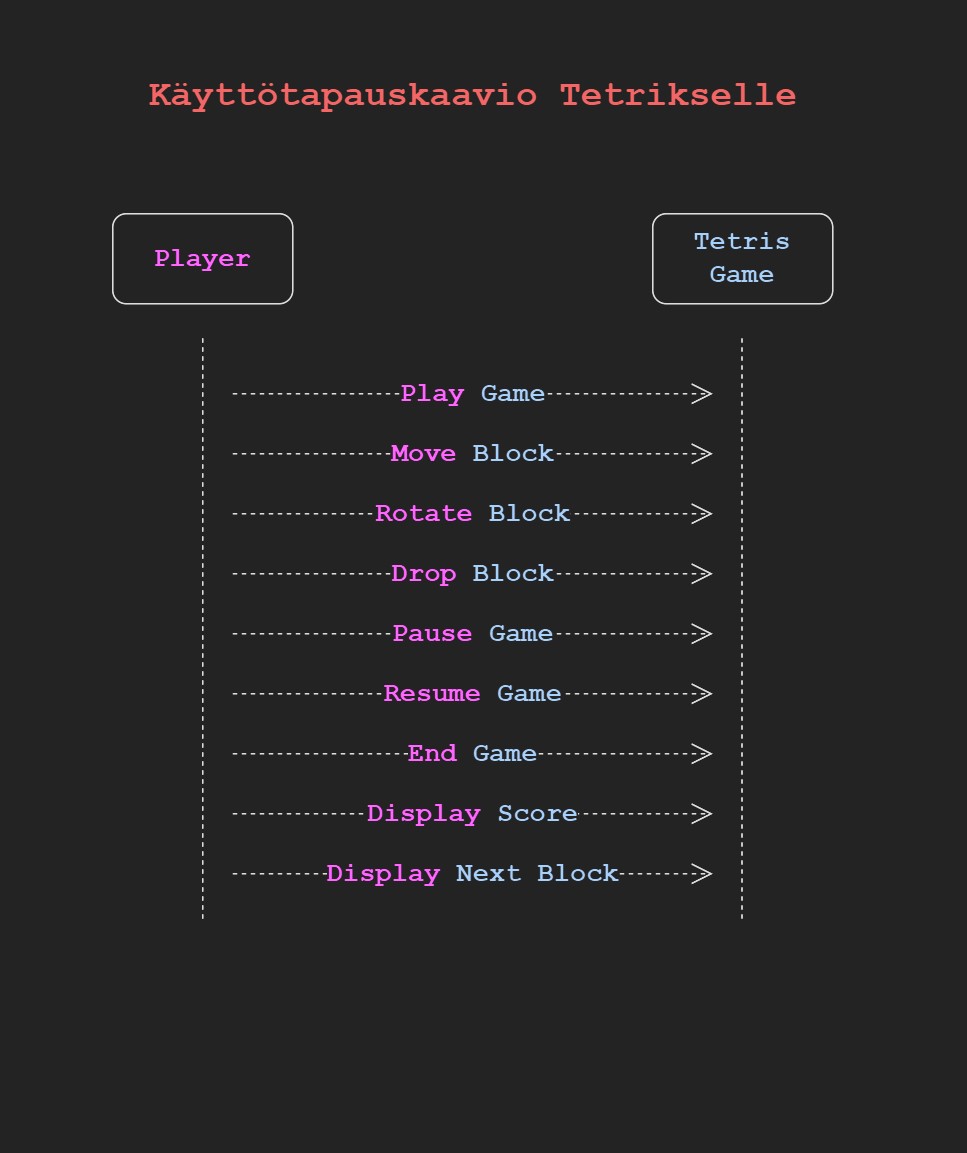 Käyttötapauskaavio Tetrikselle
Player
Tetris
Game
Play Game
Move Block
Rotate Block
Drop Block
Pause Game
Resume Game
End Game
Display Score
Display Next Block